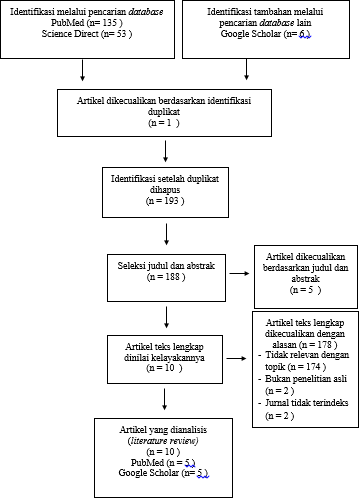 Identifikasi melalui pencarian database
PubMed (n= 135 )
Science Direct (n= 53 )
Identifikasi tambahan melalui
pencarian database lain
Google Scholar (n= 6 )
Artikel dikecualikan berdasarkan identifikasi
duplikat
(n = 1 )
Identifikasi setelah duplikat
dihapus
(n = 193 )
Seleksi judul dan abstrak
(n = 188 )
Artikel dikecualikan
berdasarkan judul dan
abstrak
(n = 5 )
Artikel teks lengkap
dinilai kelayakannya
(n = 10 )
Artikel teks lengkap
dikecualikan dengan
alasan (n = 178 )
- Tidak relevan dengan
topik (n = 174 )
- Bukan penelitian asli
(n = 2 )
- Jurnal tidak terindeks
(n = 2 )
Artikel yang dianalisis
(literature review)
(n = 10 )
PubMed (n = 5 )
Google Scholar (n= 5 )